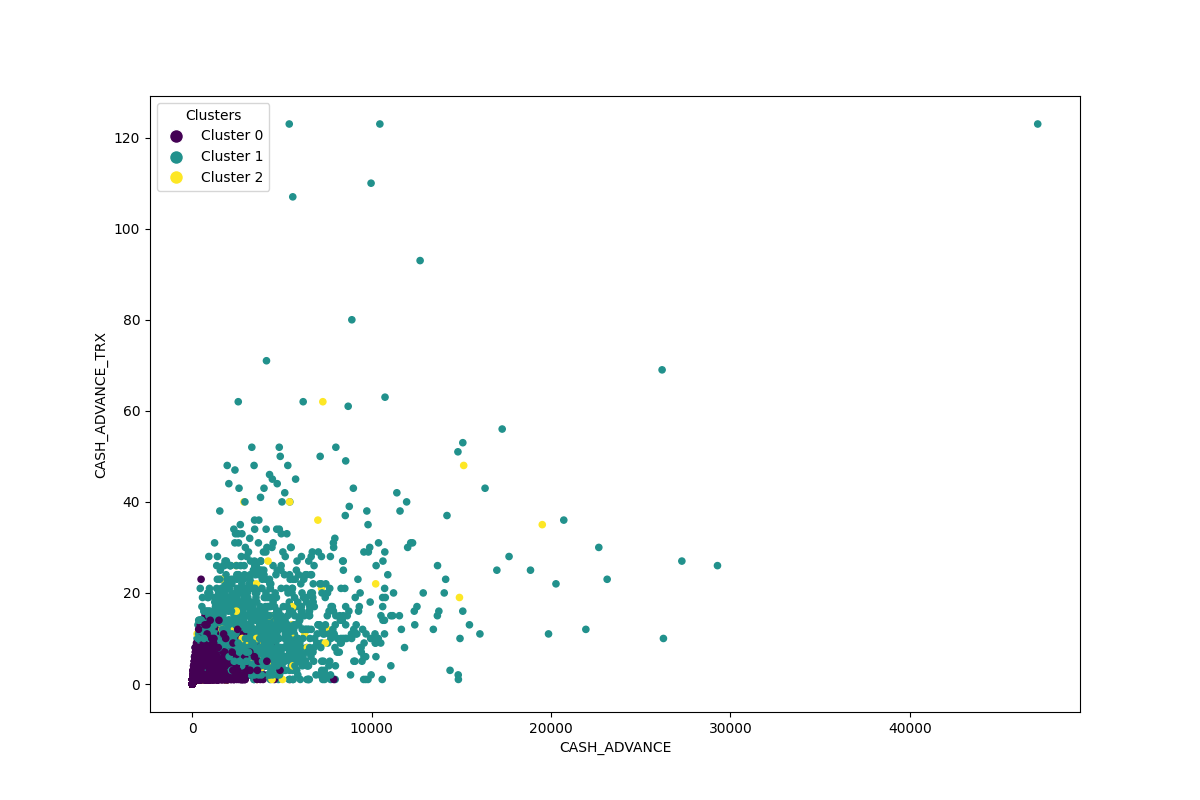 Clusters
Cluster 0
Cluster 1
Cluster 2
120
100
80
60
40
20
0
CASH_ADVANCE_TRX
0 10000 20000 30000 40000
CASH_ADVANCE